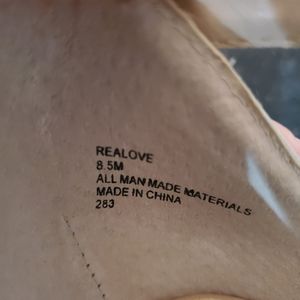 REALOVE
8.5M
ALL MAN MADE MATERIALS
MADE IN CHINA
283